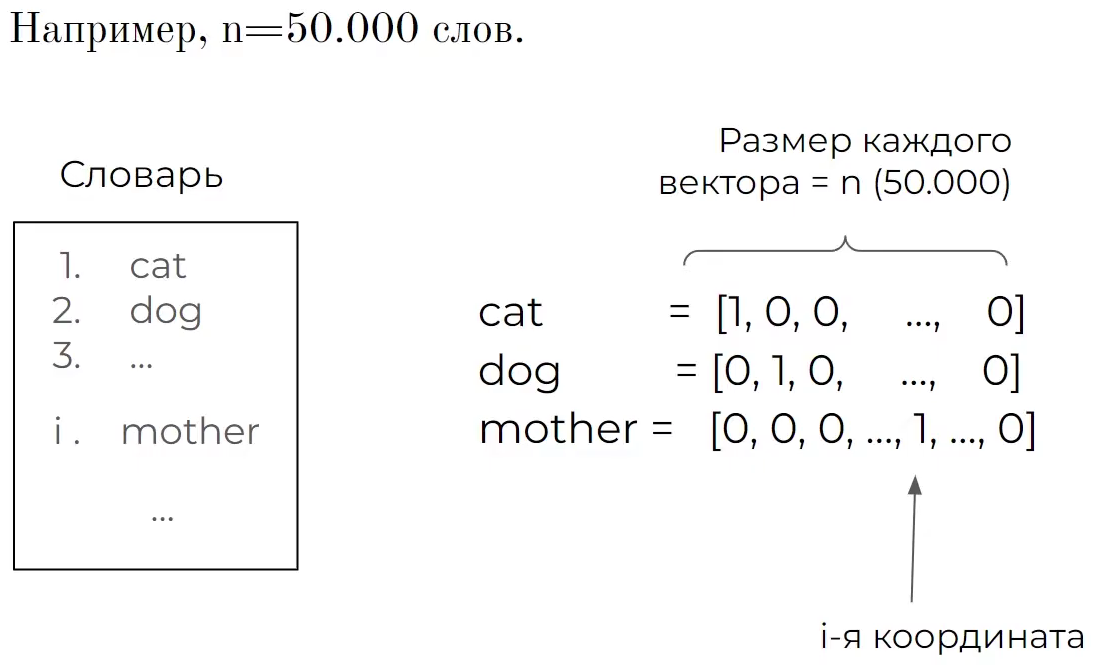 Например, n=50.000 слов.
Словарь
1. cat
2. dog
3. ...
i . mother
...
Размер каждого
вектора = n (50.000)
cat = [1, 0, 0, ..., 0]
dog = [0, 1, 0, ..., 0]
mother = [0, 0, 0, ..., 1, ..., 0]
i-я координата